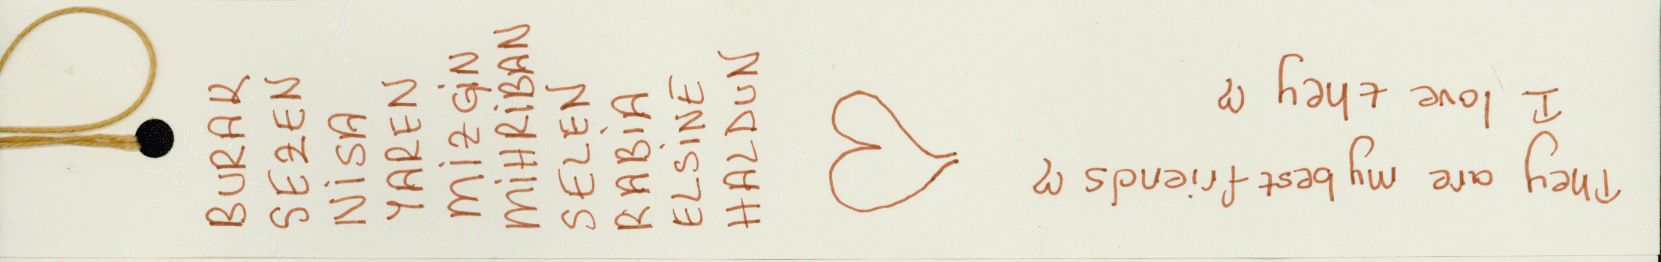 BURAK
SEZEN
NİSA
YAREN
MİZGİN
MİHRİBAN
SELEN
RABİA
ELSİNE
HALDUN
They are my best friends
I love they